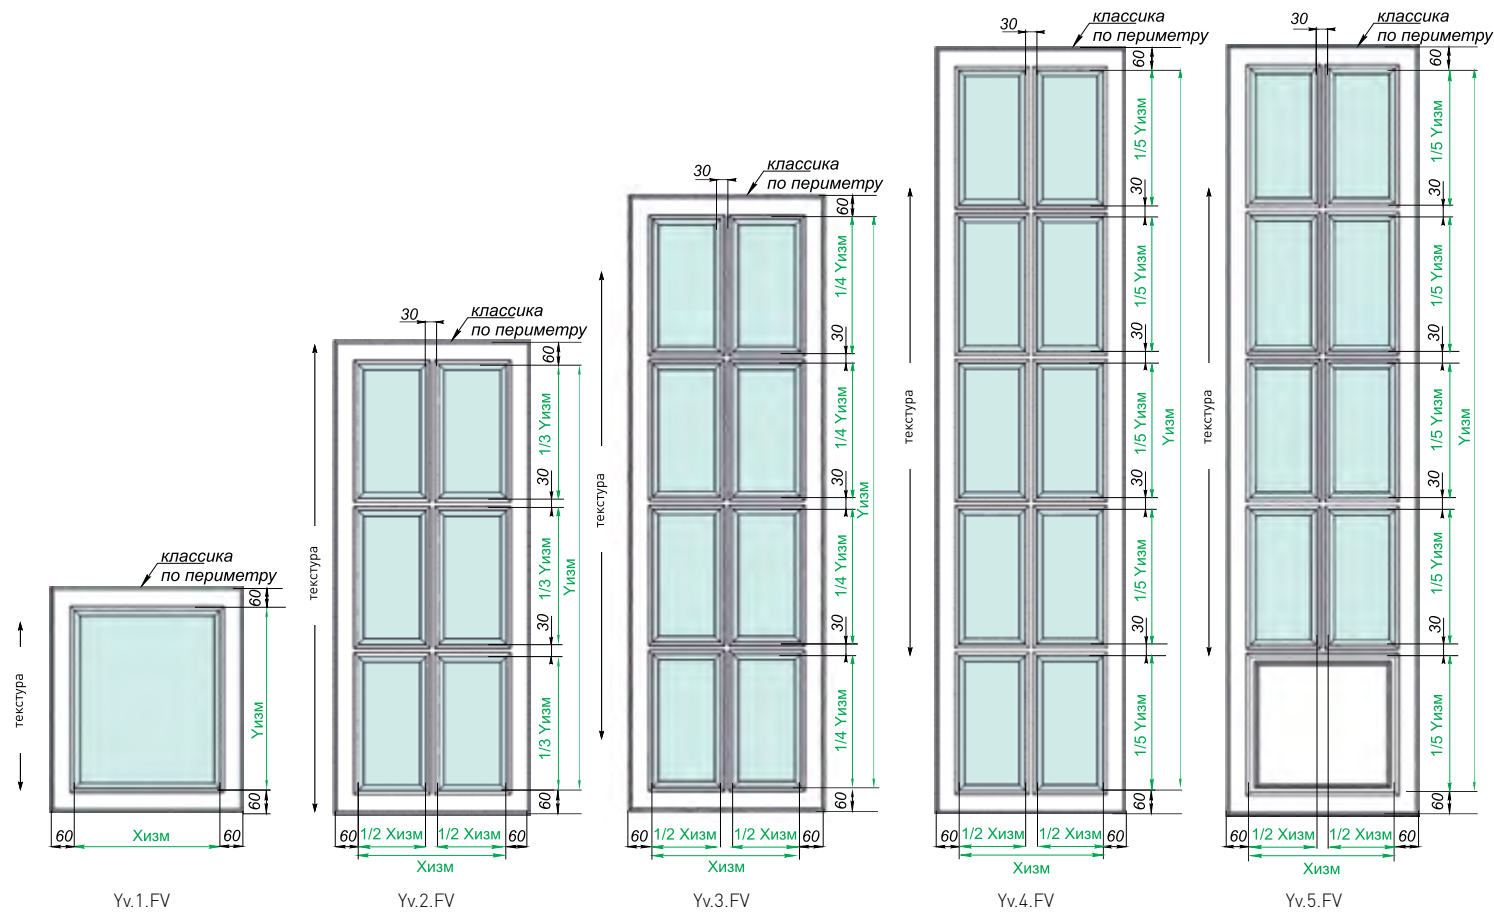 классика
по периметру
60
текстура
Yизм
60
60
Xизм
60
Yv.1.FV
30
классика
по периметру
60
1/3 Yизм
30
текстура
1/3 Yизм
Yизм
30
1/3 Yизм
60
60
1/2 Xизм
1/2 Xизм
60
Xизм
Yv.2.FV
30
классика
по периметру
60
1/4 Yизм
30
1/4 Yизм
текстура
30
Yизм
1/4 Yизм
30
1/4 Yизм
60
60
1/2 Xизм
1/2 Xизм
60
Xизм
Yv.3.FV
30
классика
по периметру
60
1/5 Yизм
30
1/5 Yизм
30
текстура
1/5 Yизм
Yизм
30
1/5 Yизм
30
1/5 Yизм
60
60
1/2 Xизм
1/2 Xизм
60
Xизм
Yv.4.FV
30
классика
по периметру
60
1/5 Yизм
30
1/5 Yизм
30
текстура
1/5 Yизм
Yизм
30
1/5 Yизм
30
1/5 Yизм
60
60
1/2 Xизм
1/2 Xизм
60
Xизм
Yv.5.FV